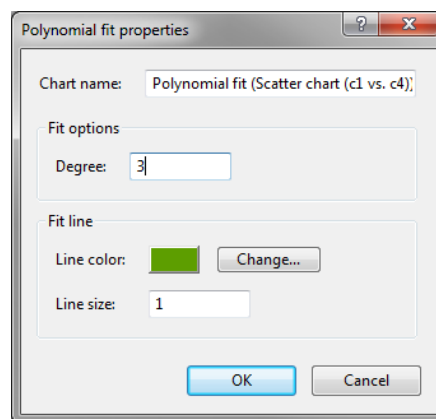 Polynomial fit properties
?
Chart name: Polynomial fit (Scatter chart (c1 vs. c4))
Fit options
Degree: 3
Fit line
Line color: Change...
Line size: 1
OK Cancel